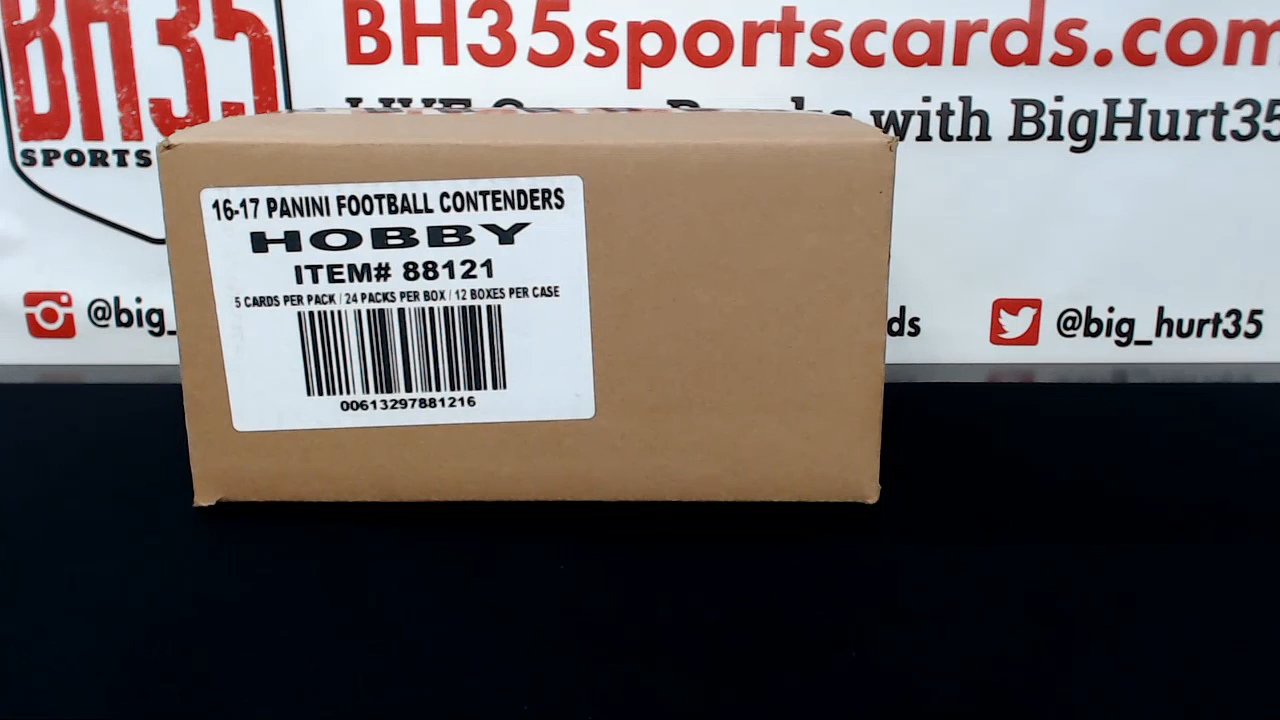 BH35
SPORTS
BH35sportscards.com
LIVE
with BigHurt35
16-17 PANINI FOOTBALL CONTENDERS
HOBBY
ITEM# 88121
5 CARDS PER PACK / 24 PACKS PER BOX / 12 BOXES PER CASE
00613297881216
@big_
ds
@big_hurt35